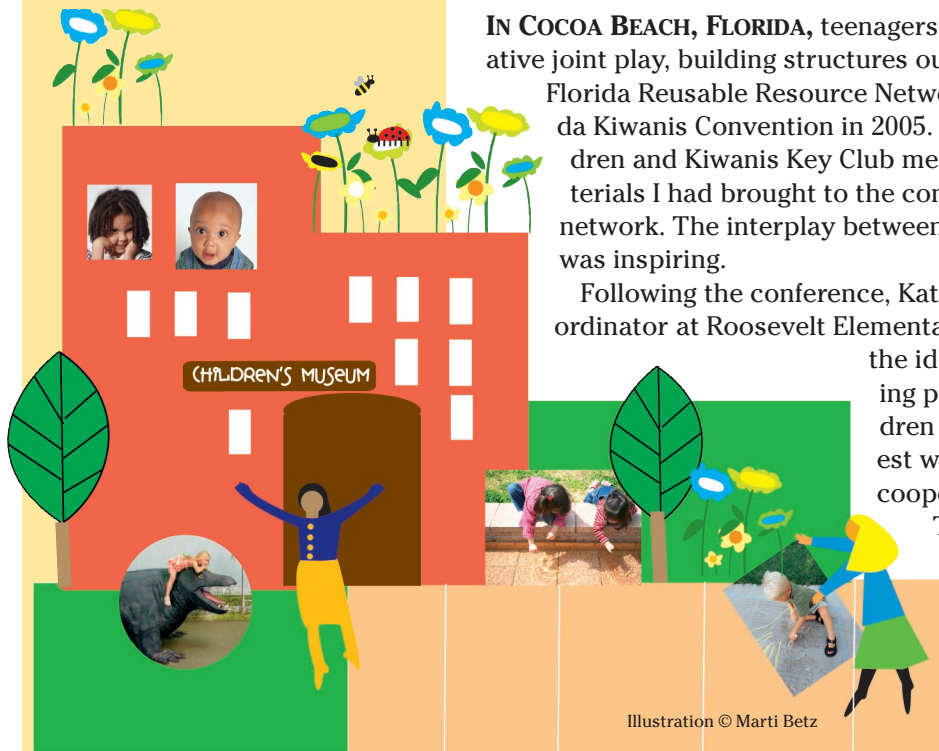 IN COCOA BEACH, FLORIDA, teenagers
ative joint play, building structures ou
Florida Reusable Resource Netwo
da Kiwanis Convention in 2005.
dren and Kiwanis Key Club me
terials I had brought to the con
network. The interplay between
was inspiring.
Following the conference, Kat
ordinator at Roosevelt Elementa
the id
ing p
dren
est w
coope
T
CHILDREN'S MUSEUM
Illustration © Marti Betz